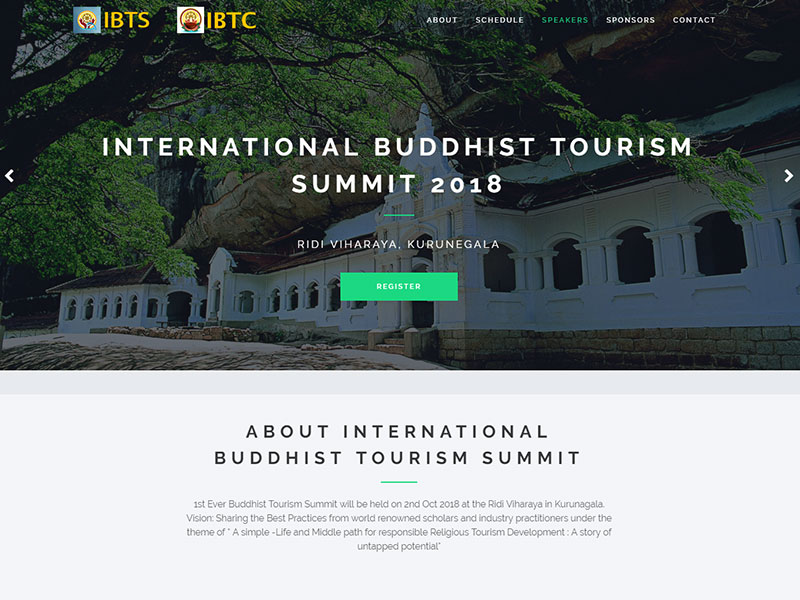 IBTS IBTC ABOUT SCHEDULE SPEAKERS SPONSORS CONTACT
INTERNATIONAL BUDDHIST TOURISM
SUMMIT 2018
RIDI VIHARAYA, KURUNEGALA
REGISTER
ABOUT INTERNATIONAL
BUDDHIST TOURISM SUMMIT
1st Ever Buddhist Tourism Summit will be held on 2nd Oct 2018 at the Ridi Viharaya in Kurunagala.
Vision: Sharing the Best Practices from world renowned scholars and industry practitioners under the
theme of " A simple -Life and Middle path for responsible Religious Tourism Development : A story of
untapped potential"